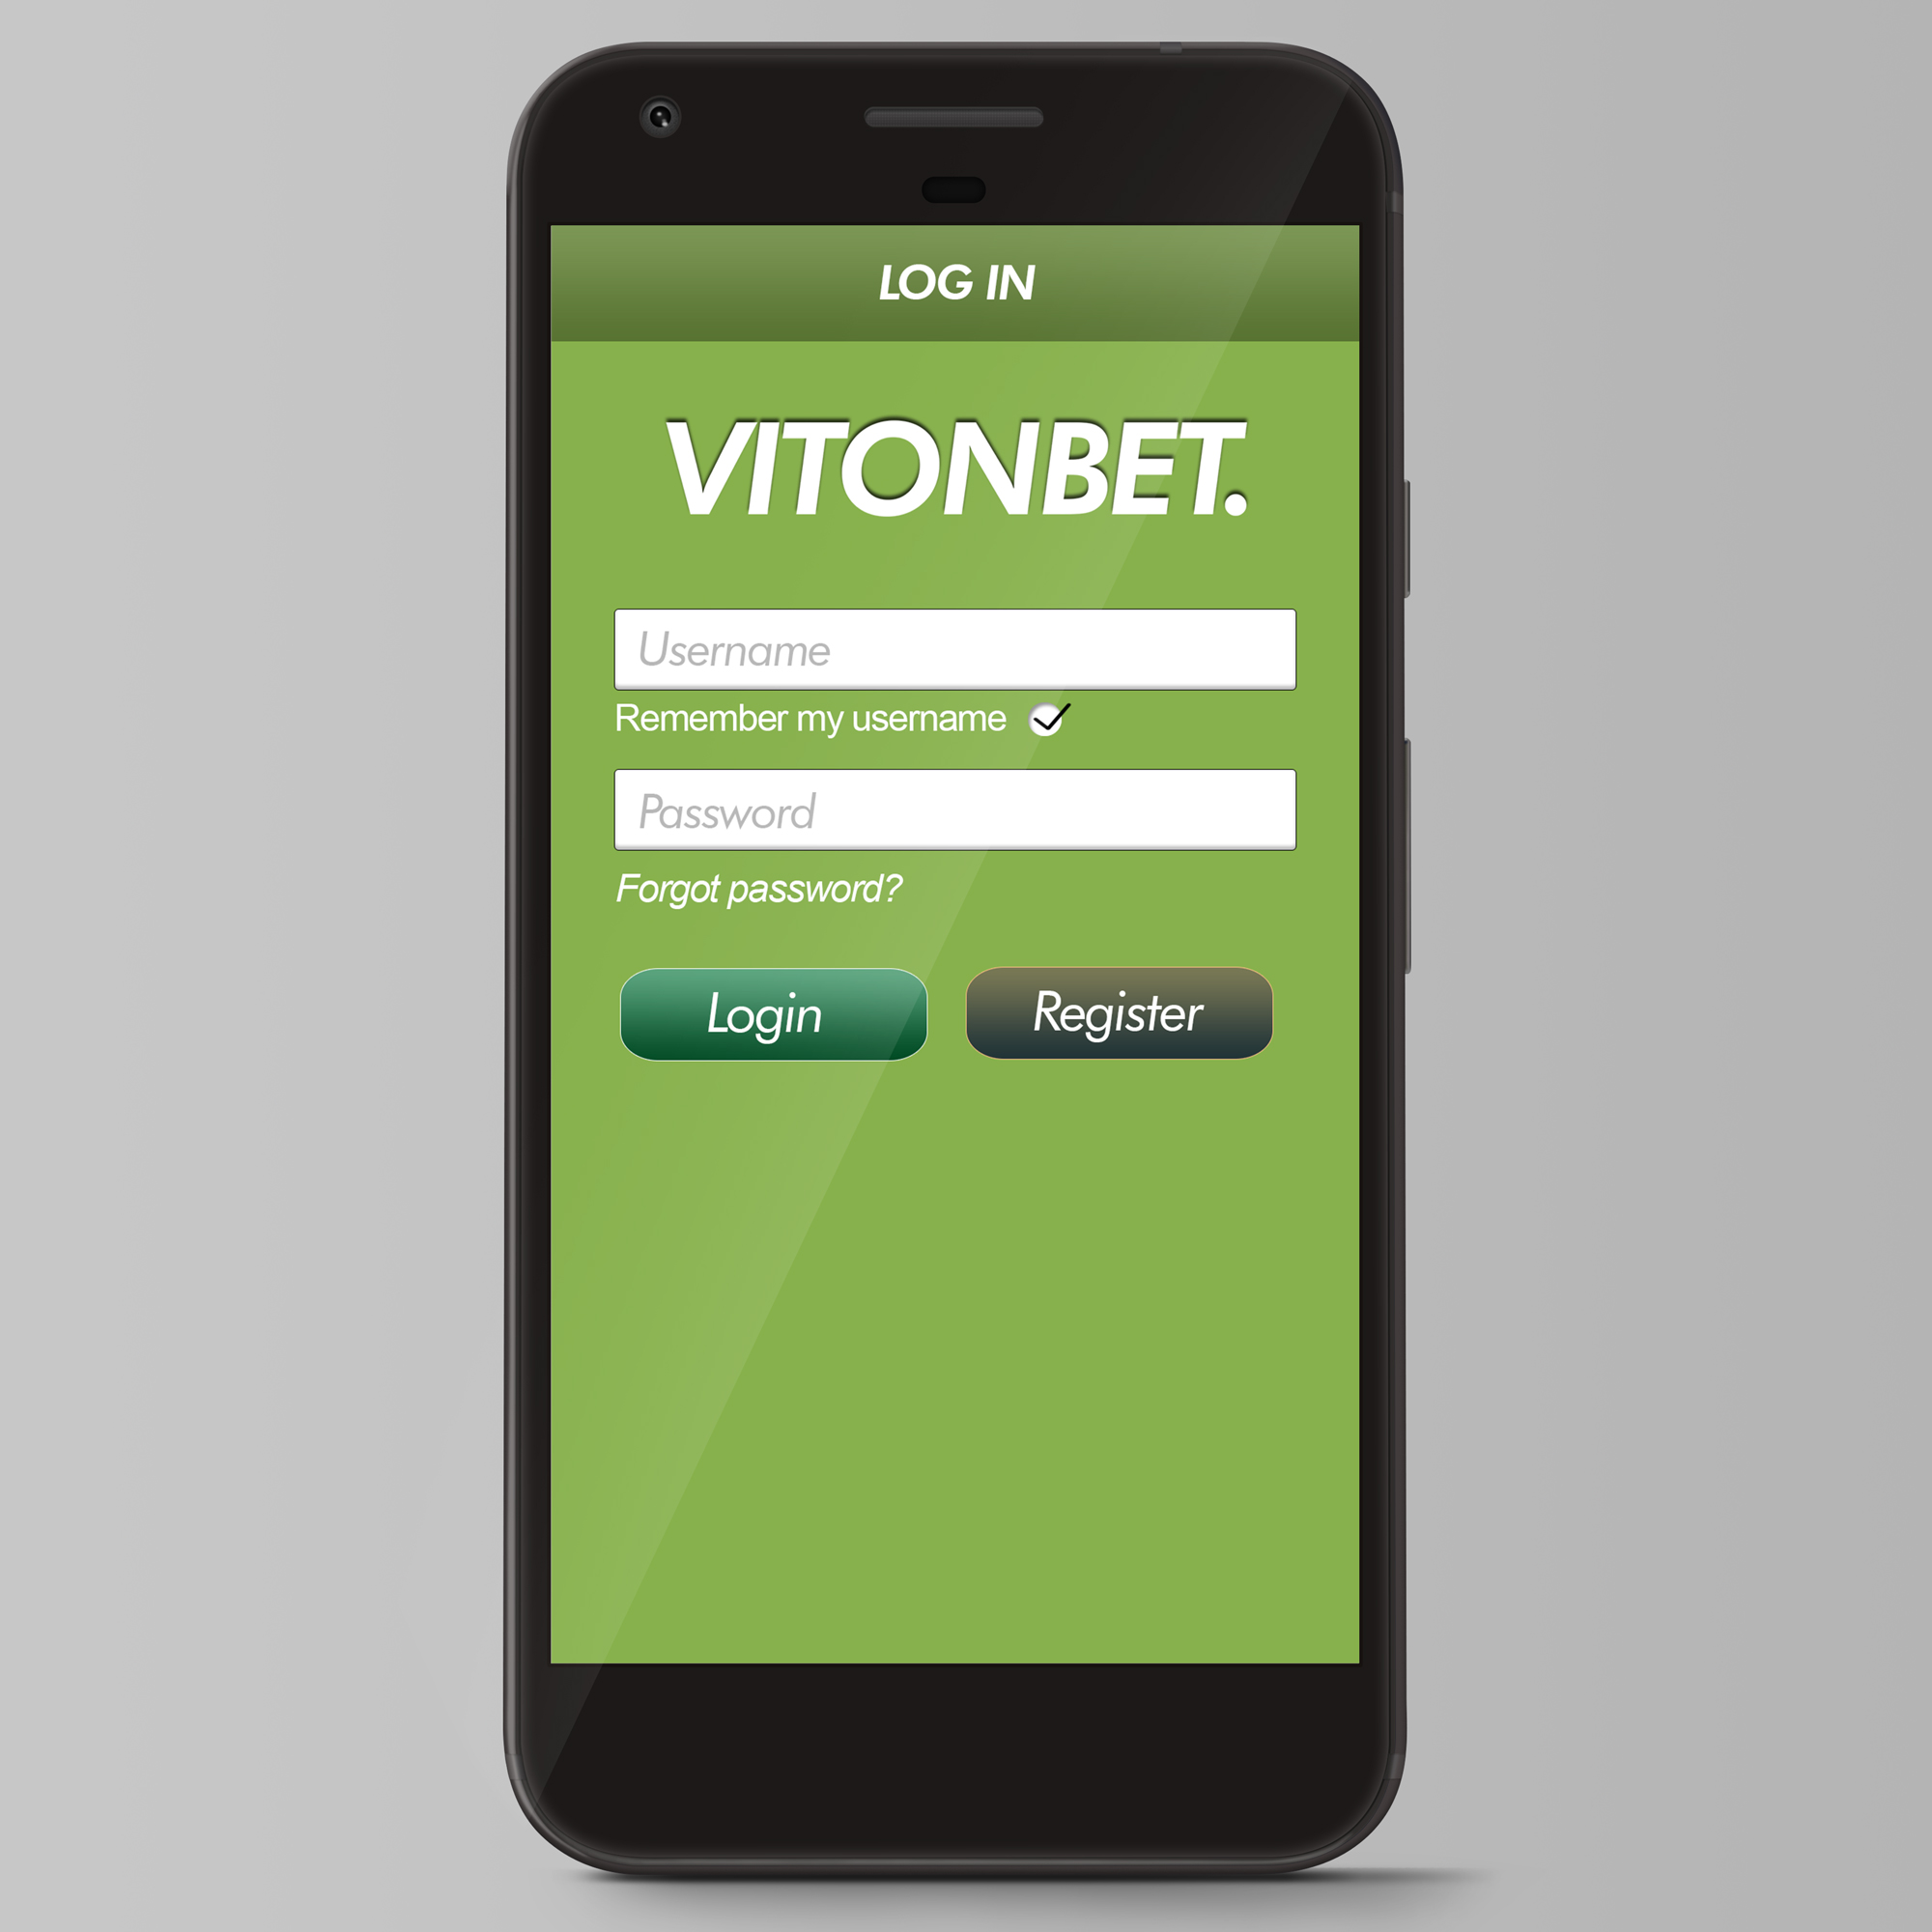 LOG IN
VITONBET.
Username
Remember my username
Password
Forgot password?
Login Register